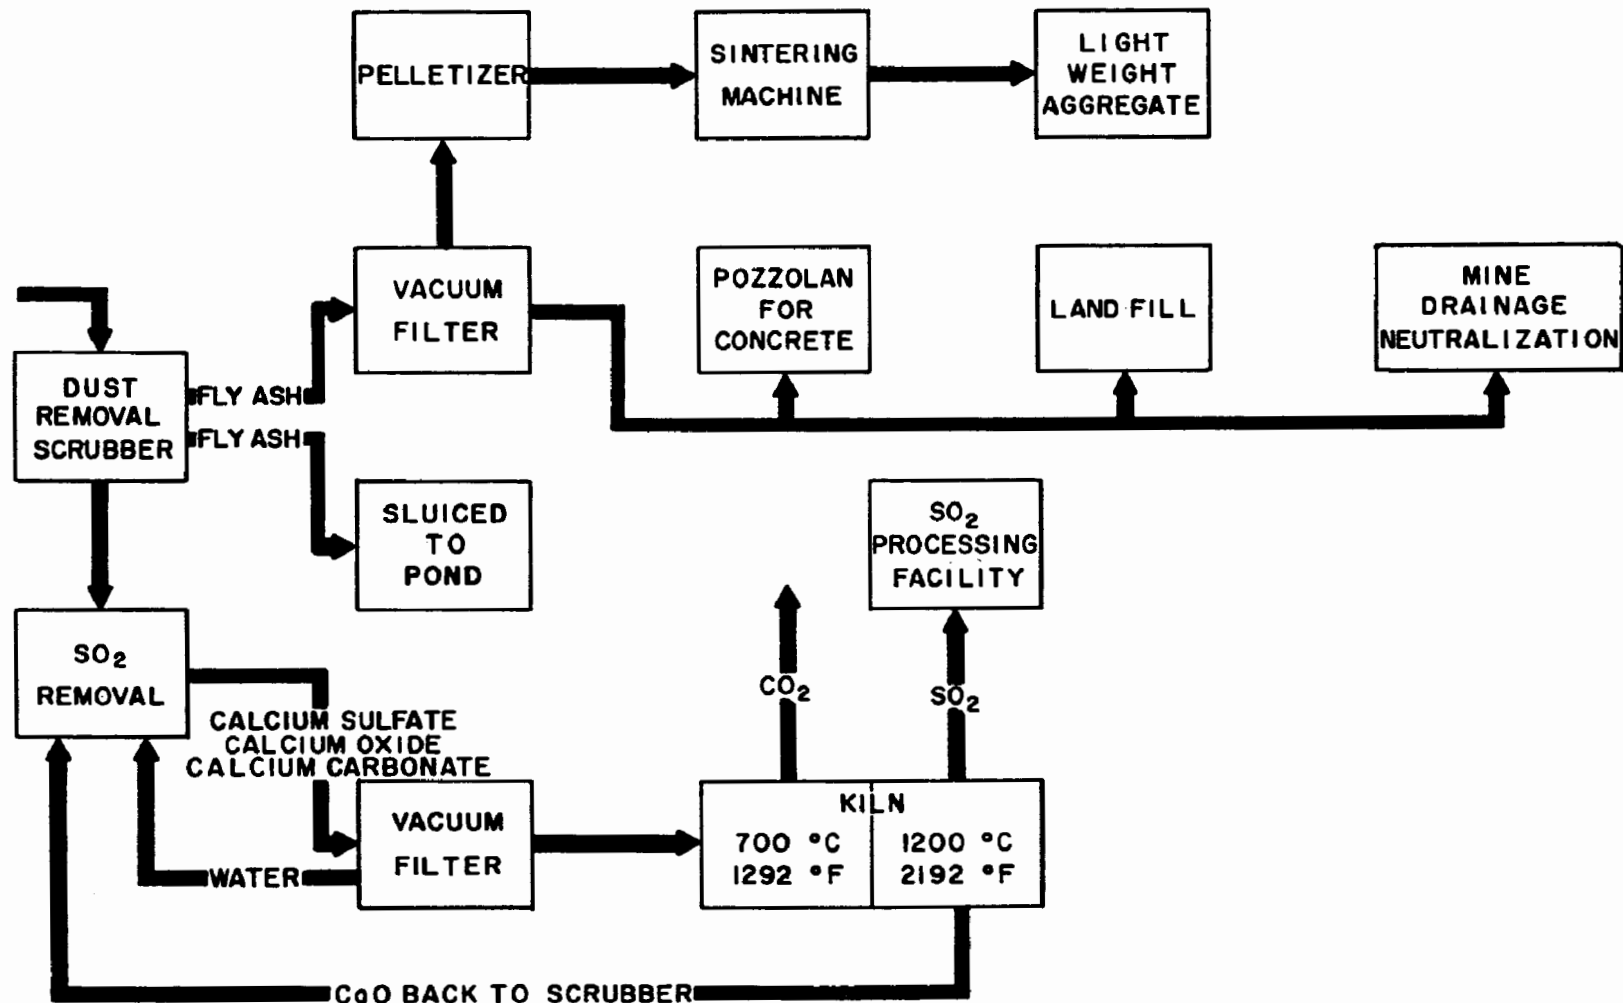 PELLETIZER
SINTERING
MACHINE
LIGHT
WEIGHT
AGGREGATE
VACUUM
FILTER
POZZOLAN
FOR
CONCRETE
LAND FILL
MINE
DRAINAGE
NEUTRALIZATION
DUST
REMOVAL
SCRUBBER
FLY ASH
FLY ASH
SLUICED
TO
POND
SO₂
PROCESSING
FACILITY
SO₂
REMOVAL
CO₂
SO₂
CALCIUM SULFATE
CALCIUM OXIDE
CALCIUM CARBONATE
VACUUM
FILTER
WATER
KILN
700 °C
1292 °F
1200 °C
2192 °F
CaO BACK TO SCRUBBER